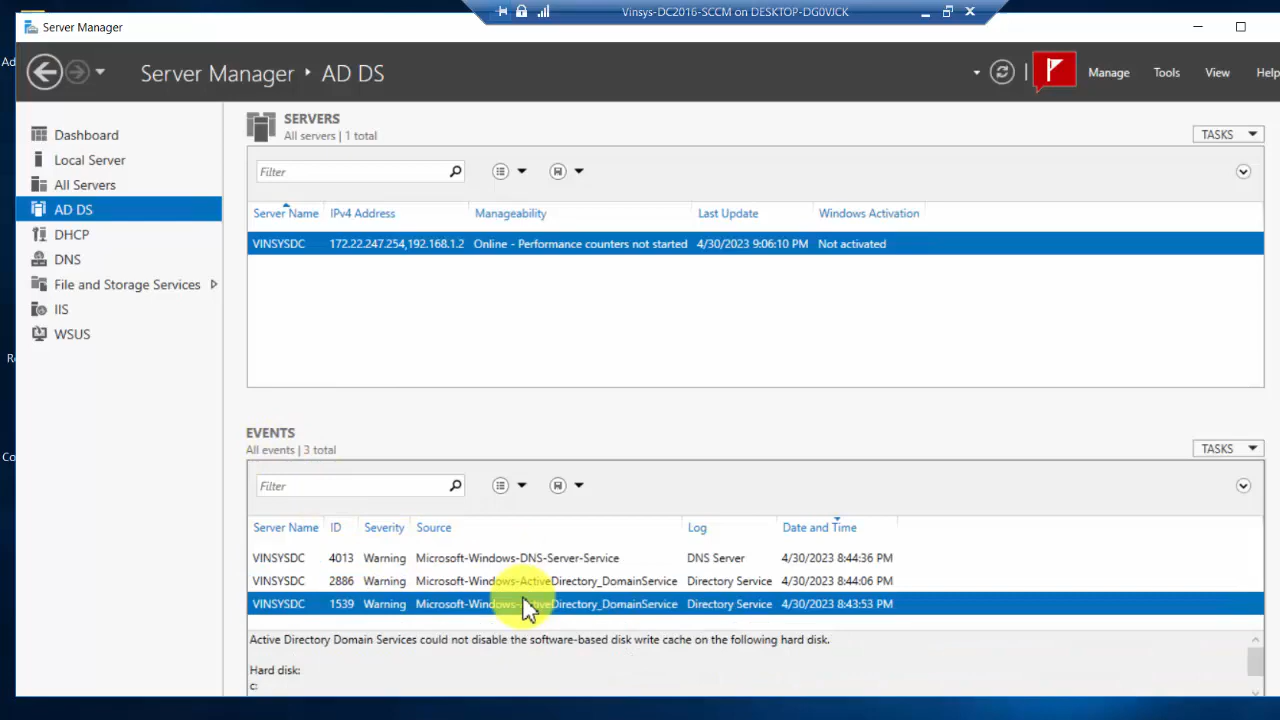 Vinsys-DC2016-SCCM on DESKTOP-DG0VJCK
Server Manager
Server Manager ‣ AD DS
Manage Tools View Help
Ad
Re
Co
Dashboard
Local Server
All Servers
AD DS
DHCP
DNS
File and Storage Services
IIS
WSUS
SERVERS
All servers | 1 total
TASKS
Filter
Server Name IPv4 Address Manageability Last Update Windows Activation
VINSYSDC 172.22.247.254,192.168.1.2 Online - Performance counters not started 4/30/2023 9:06:10 PM Not activated
EVENTS
All events | 3 total
TASKS
Filter
Server Name ID Severity Source Log Date and Time
VINSYSDC 4013 Warning Microsoft-Windows-DNS-Server-Service DNS Server 4/30/2023 8:44:36 PM
VINSYSDC 2886 Warning Microsoft-Windows-ActiveDirectory_DomainService Directory Service 4/30/2023 8:44:06 PM
VINSYSDC 1539 Warning Microsoft-Windows-ActiveDirectory_DomainService Directory Service 4/30/2023 8:43:53 PM
Active Directory Domain Services could not disable the software-based disk write cache on the following hard disk.
Hard disk:
c: